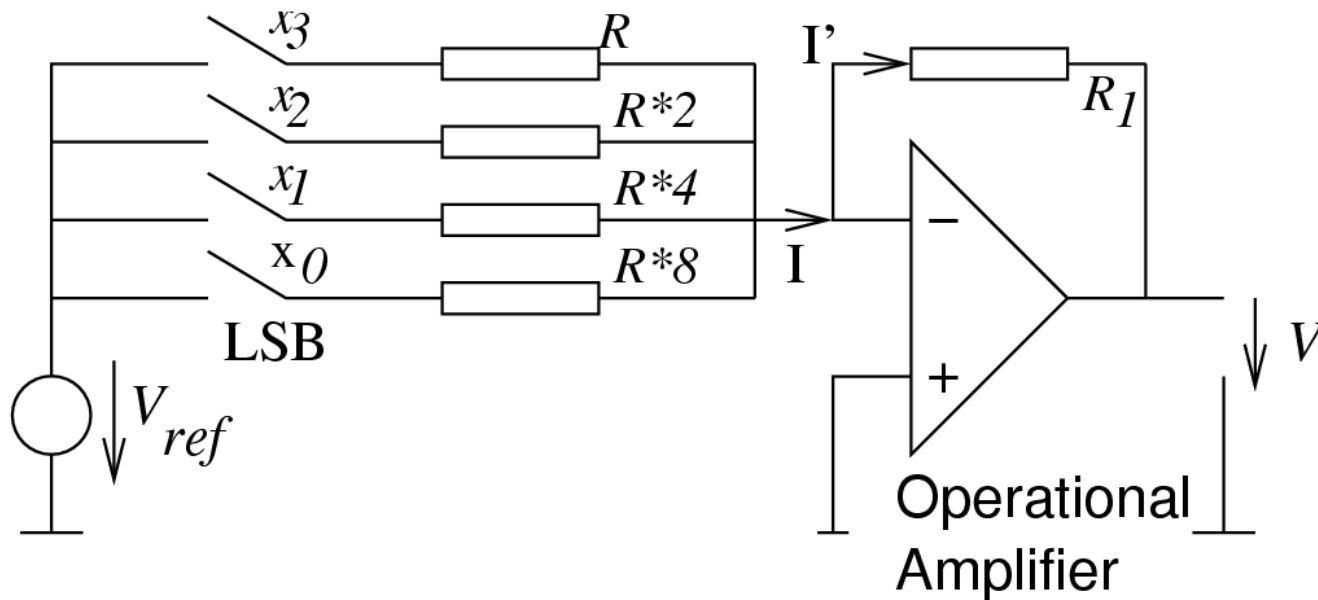 x3
R
I’
x2
R*2
R1
x1
R*4
−
x0
R*8
I
LSB
V
+
Vref
Operational
Amplifier